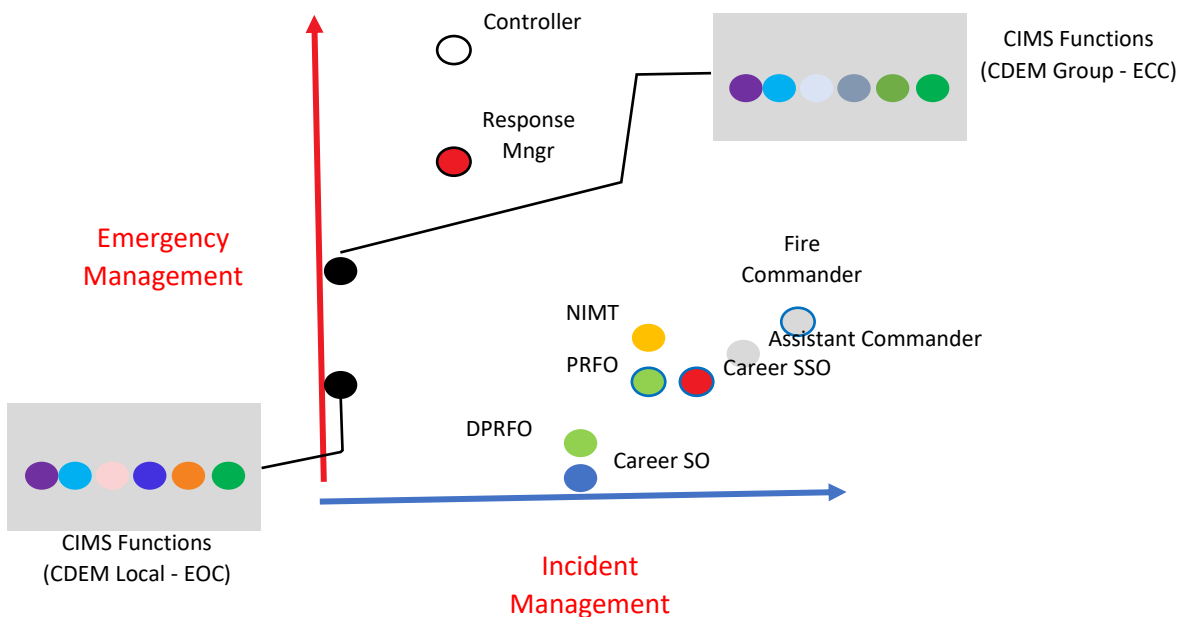 Controller
CIMS Functions
(CDEM Group - ECC)
Response
Mngr
Emergency
Management
Fire
Commander
NIMT
Assistant Commander
PRFO
Career SSO
DPRFO
Career SO
CIMS Functions
(CDEM Local - EOC)
Incident
Management